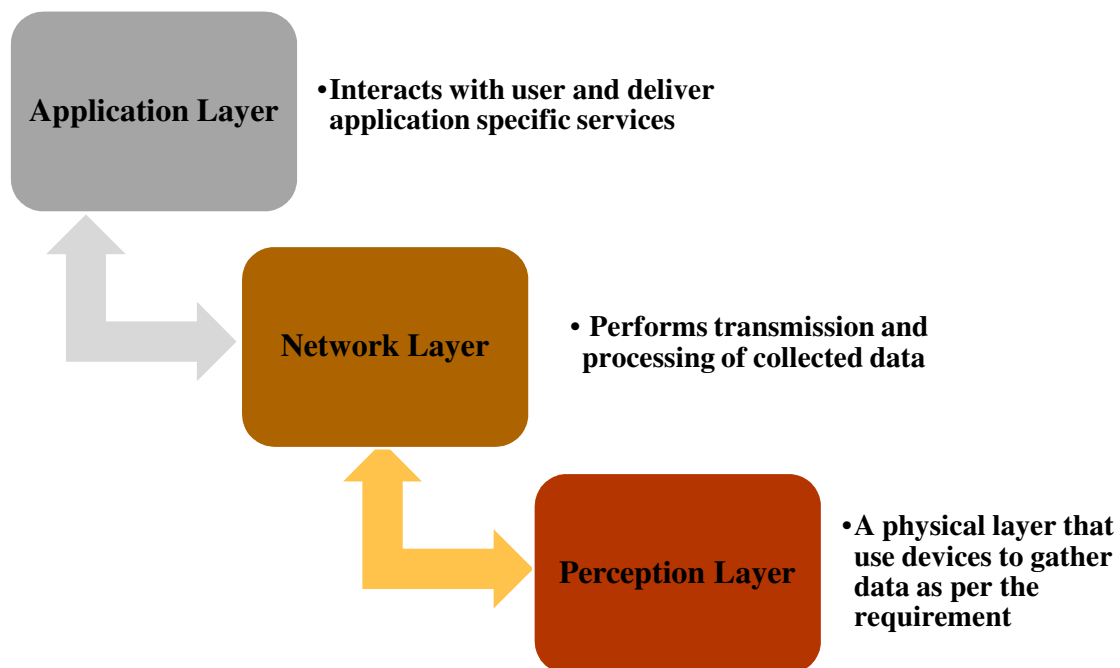 Application Layer
•Interacts with user and deliver
application specific services
Network Layer
• Performs transmission and
processing of collected data
Perception Layer
•A physical layer that
use devices to gather
data as per the
requirement